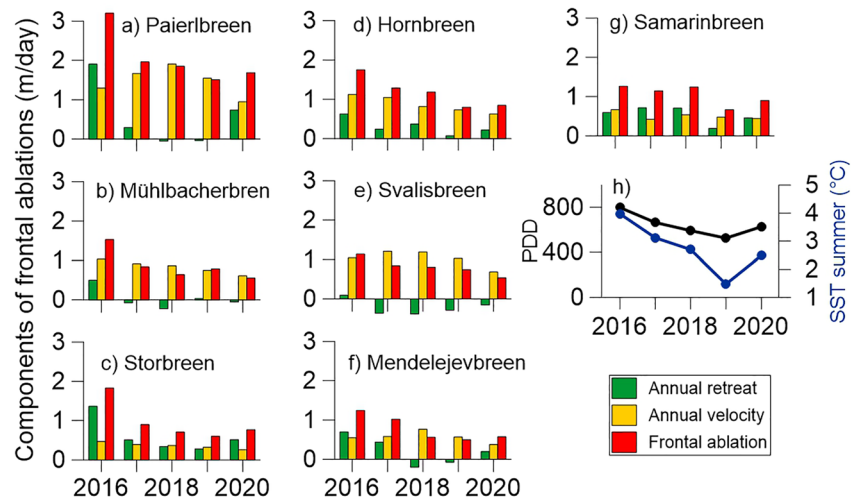 Components of frontal ablations (m/day)
a) Paierlbreen
3
2
1
0
b) Mühlbacherbren
3
2
1
0
c) Storbreen
3
2
1
0
2016 2018 2020
d) Hornbreen
3
2
1
0
e) Svalisbreen
3
2
1
0
f) Mendelejevbreen
3
2
1
0
2016 2018 2020
g) Samarinbreen
3
2
1
0
h)
PDD
800
400
0
SST summer (°C)
5
4
3
2
1
2016 2018 2020
Annual retreat
Annual velocity
Frontal ablation